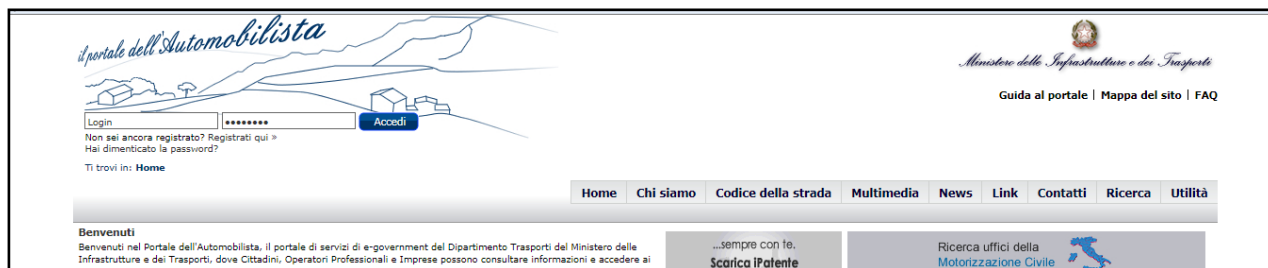 il portale dell'Automobilista
Ministero delle Infrastrutture e dei Trasporti
Guida al portale | Mappa del sito | FAQ
Login •••••••• Accedi
Non sei ancora registrato? Registrati qui »
Hai dimenticato la password?
Ti trovi in: Home
Home Chi siamo Codice della strada Multimedia News Link Contatti Ricerca Utilità
Benvenuti
Benvenuti nel Portale dell'Automobilista, il portale di servizi di e-government del Dipartimento Trasporti del Ministero delle
Infrastrutture e dei Trasporti, dove Cittadini, Operatori Professionali e Imprese possono consultare informazioni e accedere ai
...sempre con te.
Scarica iPatente
Ricerca uffici della
Motorizzazione Civile